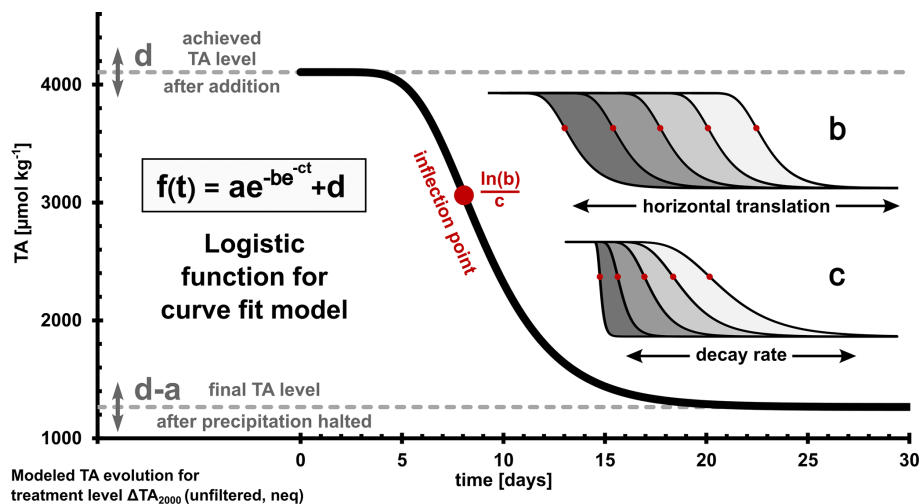 d
achieved
TA level
after addition
4000
3000
2000
1000
TA [µmol kg⁻¹]
f(t) = ae^-be^-ct+d
Logistic
function for
curve fit model
inflection point
ln(b)
c
b
horizontal translation
c
decay rate
d-a
final TA level
after precipitation halted
0 5 10 15 20 25 30
time [days]
Modeled TA evolution for
treatment level ΔTA₂₀₀₀ (unfiltered, neq)